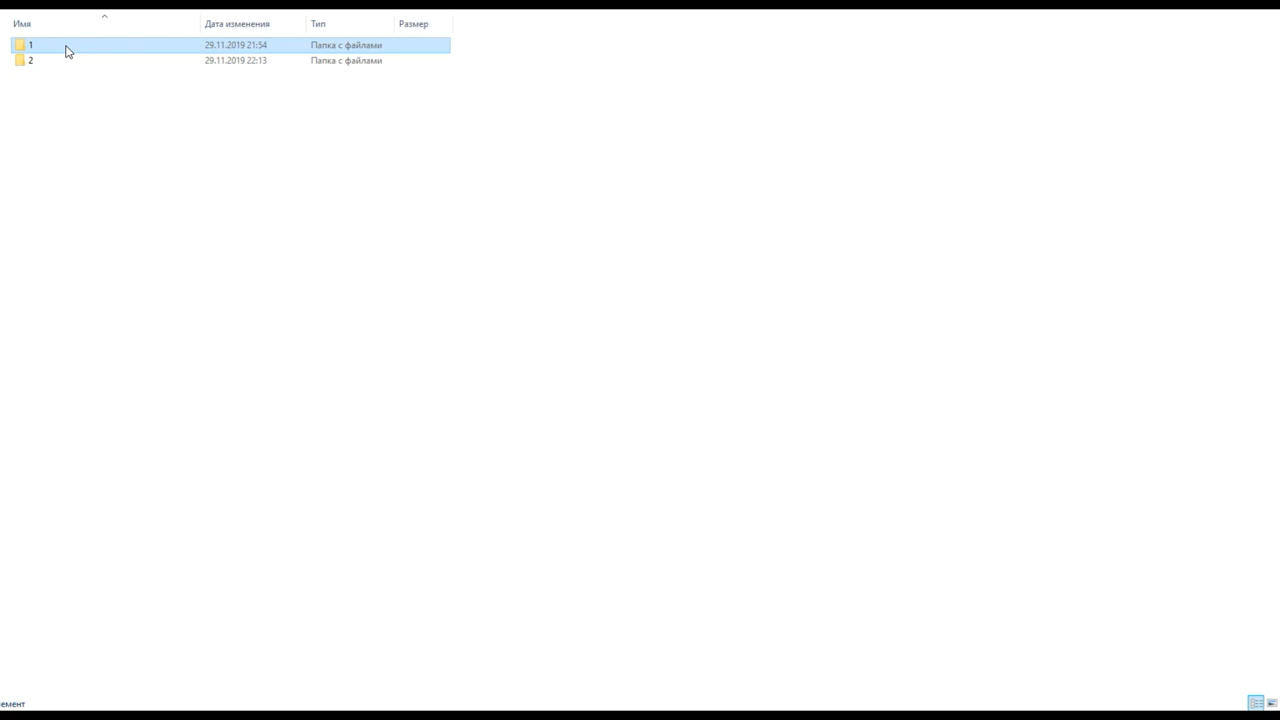 Имя Дата изменения Тип Размер
1 29.11.2019 21:54 Папка с файлами
2 29.11.2019 22:13 Папка с файлами
емент